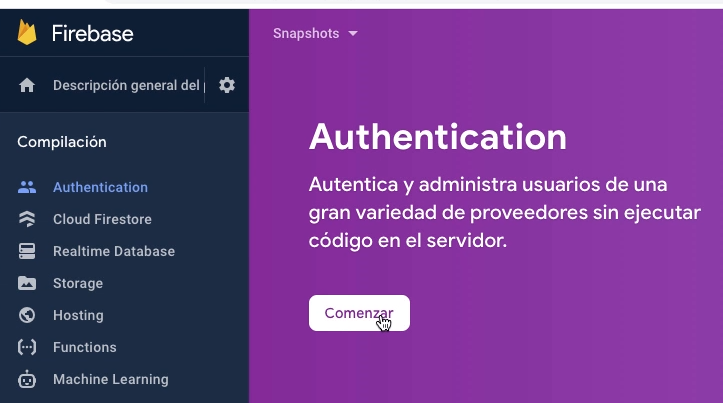 Firebase
Snapshots
Descripción general del
Compilación
Authentication
Cloud Firestore
Realtime Database
Storage
Hosting
Functions
Machine Learning
Authentication
Autentica y administra usuarios de una
gran variedad de proveedores sin ejecutar
código en el servidor.
Comenzar